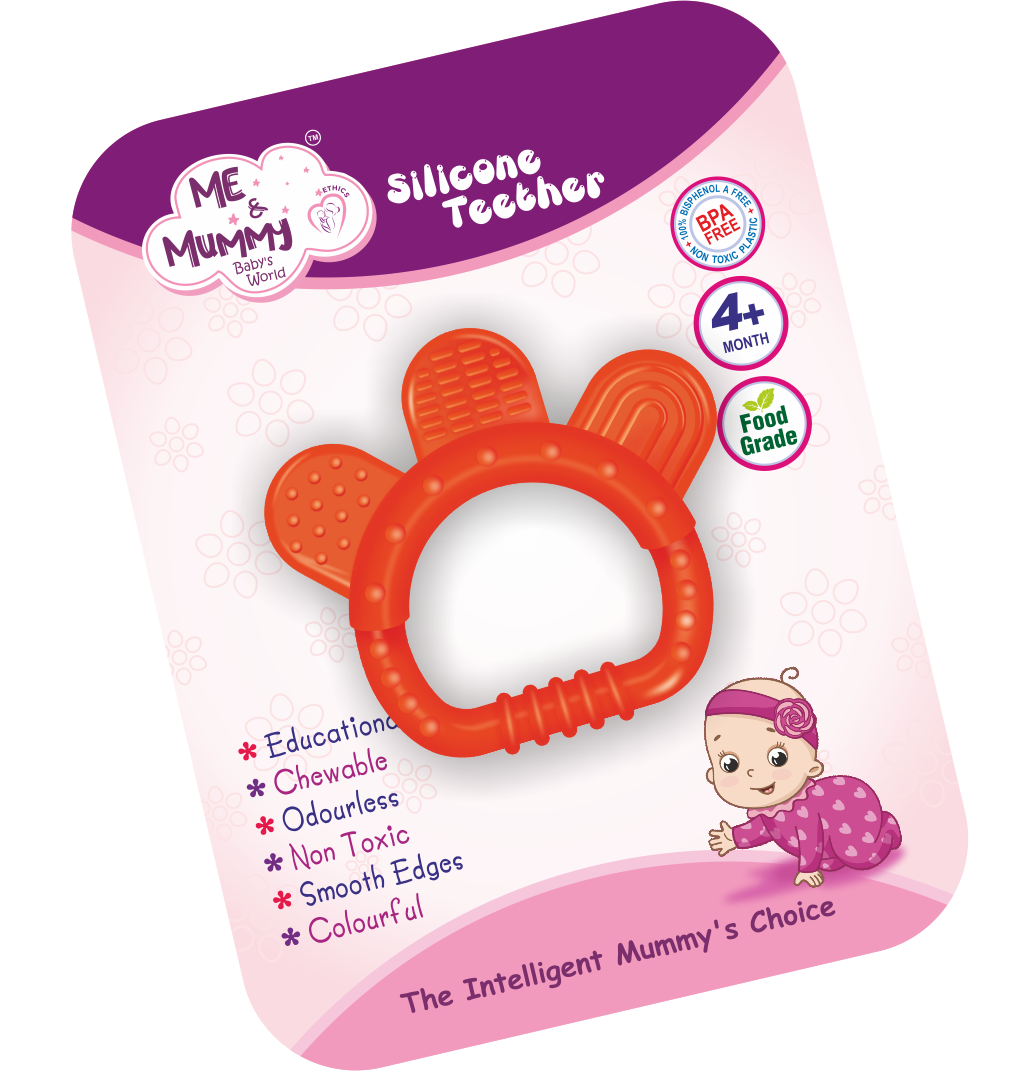 TM
ME
&
Mummy
Baby's
World
ETHICS
Silicone
Teether
100% BISPHENOL A FREE
BPA
FREE
NON TOXIC PLASTIC
4+
MONTH
Food
Grade
* Educationa
* Chewable
* Odourless
* Non Toxic
* Smooth Edges
* Colourful
The Intelligent Mummy's Choice